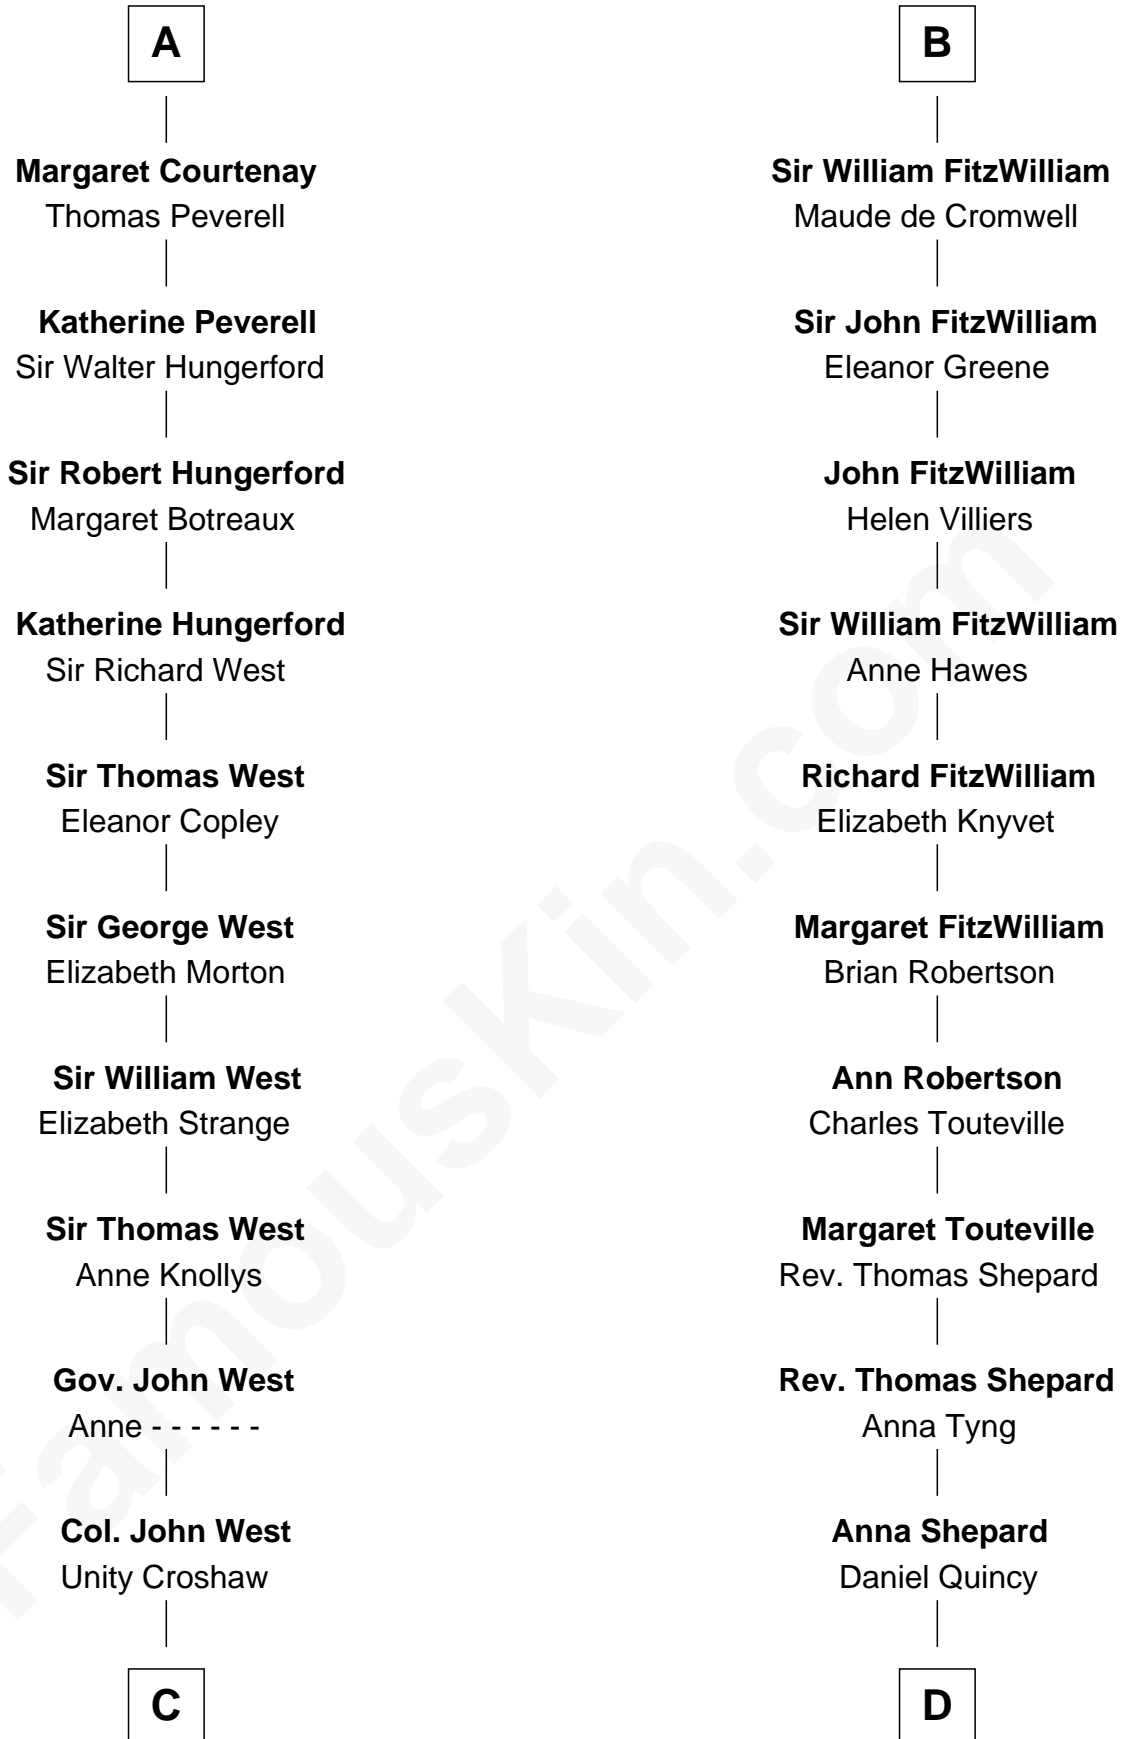 A
Margaret Courtenay
Thomas Peverell
Katherine Peverell
Sir Walter Hungerford
Sir Robert Hungerford
Margaret Botreaux
Katherine Hungerford
Sir Richard West
Sir Thomas West
Eleanor Copley
Sir George West
Elizabeth Morton
Sir William West
Elizabeth Strange
Sir Thomas West
Anne Knollys
Gov. John West
Anne - - - - - -
Col. John West
Unity Croshaw
C
B
Sir William FitzWilliam
Maude de Cromwell
Sir John FitzWilliam
Eleanor Greene
John FitzWilliam
Helen Villiers
Sir William FitzWilliam
Anne Hawes
Richard FitzWilliam
Elizabeth Knyvet
Margaret FitzWilliam
Brian Robertson
Ann Robertson
Charles Touteville
Margaret Touteville
Rev. Thomas Shepard
Rev. Thomas Shepard
Anna Tyng
Anna Shepard
Daniel Quincy
D
FamousKin.com